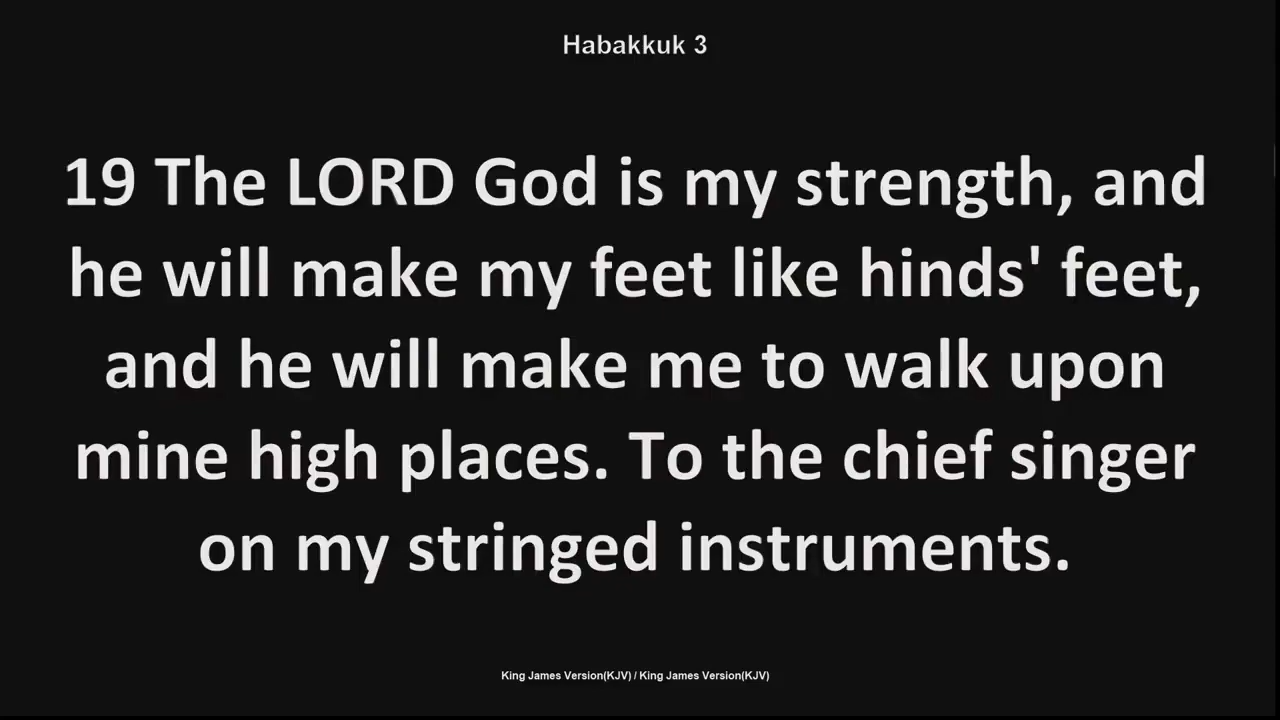 Habakkuk 3
19 The LORD God is my strength, and
he will make my feet like hinds' feet,
and he will make me to walk upon
mine high places. To the chief singer
on my stringed instruments.
King James Version(KJV) / King James Version(KJV)